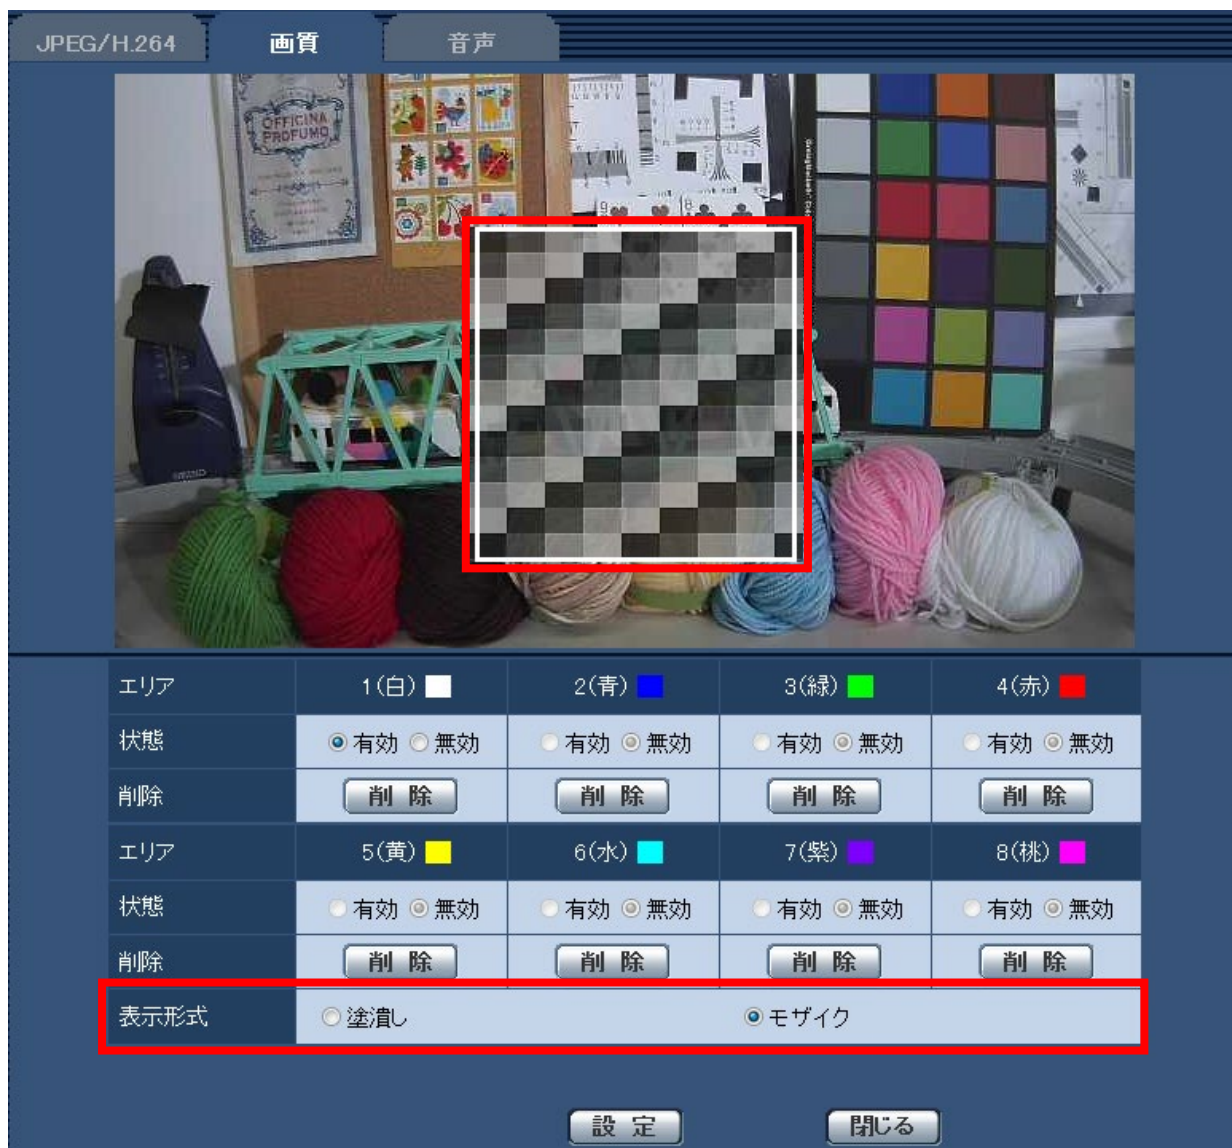 JPEG/H.264 画質 音声
OFFICINA
PROFUMO
9 8
SEIKO
エリア 1(白) 2(青) 3(緑) 4(赤)
状態 有効 無効 有効 無効 有効 無効 有効 無効
削除 削除 削除 削除 削除
エリア 5(黄) 6(水) 7(紫) 8(桃)
状態 有効 無効 有効 無効 有効 無効 有効 無効
削除 削除 削除 削除 削除
表示形式 塗潰し モザイク
設定 閉じる